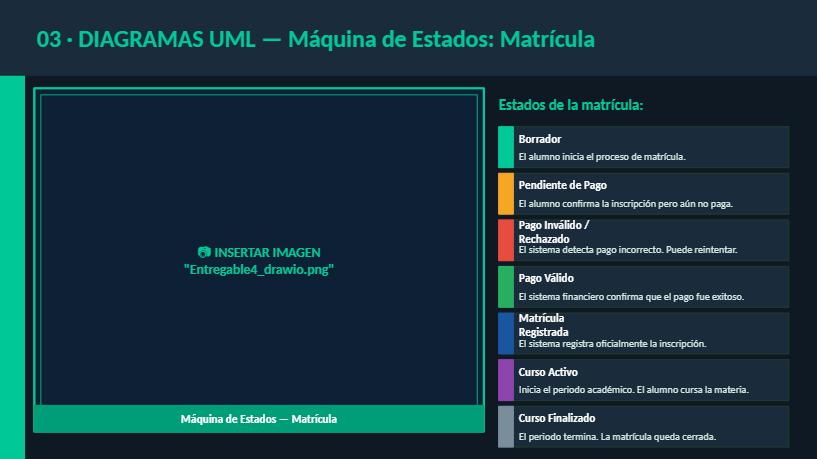 03 · DIAGRAMAS UML — Máquina de Estados: Matrícula
📷 INSERTAR IMAGEN
"Entregable4_drawio.png"
Máquina de Estados — Matrícula
Estados de la matrícula:
Borrador
El alumno inicia el proceso de matrícula.
Pendiente de Pago
El alumno confirma la inscripción pero aún no paga.
Pago Inválido /
Rechazado
El sistema detecta pago incorrecto. Puede reintentar.
Pago Válido
El sistema financiero confirma que el pago fue exitoso.
Matrícula
Registrada
El sistema registra oficialmente la inscripción.
Curso Activo
Inicia el periodo académico. El alumno cursa la materia.
Curso Finalizado
El periodo termina. La matrícula queda cerrada.